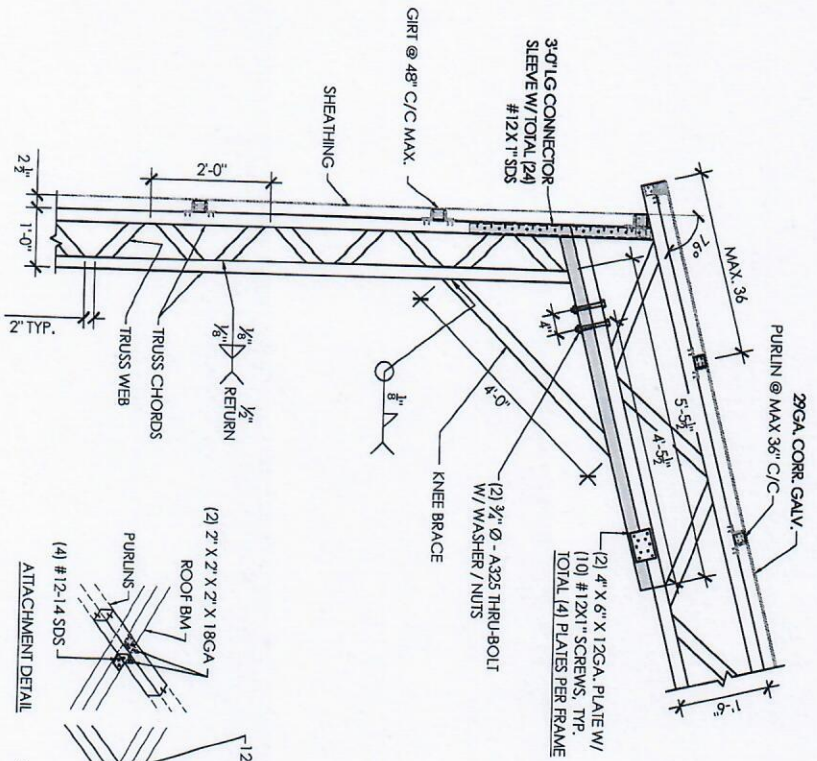 29GA. CORR. GALV.
PURLIN @ MAX 36" C/C
MAX. 36
7.6°
GIRT @ 48" C/C MAX.
3'-0" LG CONNECTOR
SLEEVE W/ TOTAL (24)
#12 X 1" SDS
SHEATHING
2'-0"
2 ½"
1'-0"
2" TYP.
TRUSS WEB
TRUSS CHORDS
⅛"
⅛"
½"
RETURN
⅛"
4'-0"
KNEE BRACE
4"
5'-5½"
4'-5½"
(2) ¾" Ø - A325 THRU-BOLT
W/ WASHER / NUTS
(2) 4" X 6" X 12GA. PLATE W/
(10) #12X1" SCREWS, TYP.
TOTAL (4) PLATES PER FRAME
1'-6"
(2) 2" X 2" X 2" X 18GA
ROOF BM
PURLINS
(4) #12-14 SDS
ATTACHMENT DETAIL
12